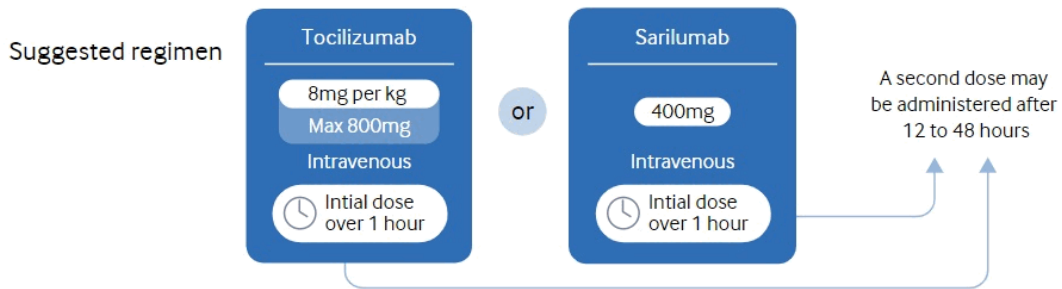 Suggested regimen
Tocilizumab
8mg per kg
Max 800mg
Intravenous
Intial dose
over 1 hour
or
Sarilumab
400mg
Intravenous
Intial dose
over 1 hour
A second dose may
be administered after
12 to 48 hours